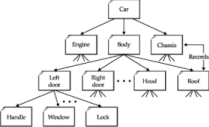 Car
Engine
Body
Chassis
Records
Left
door
Right
door
Hood
Roof
Handle
Window
Lock